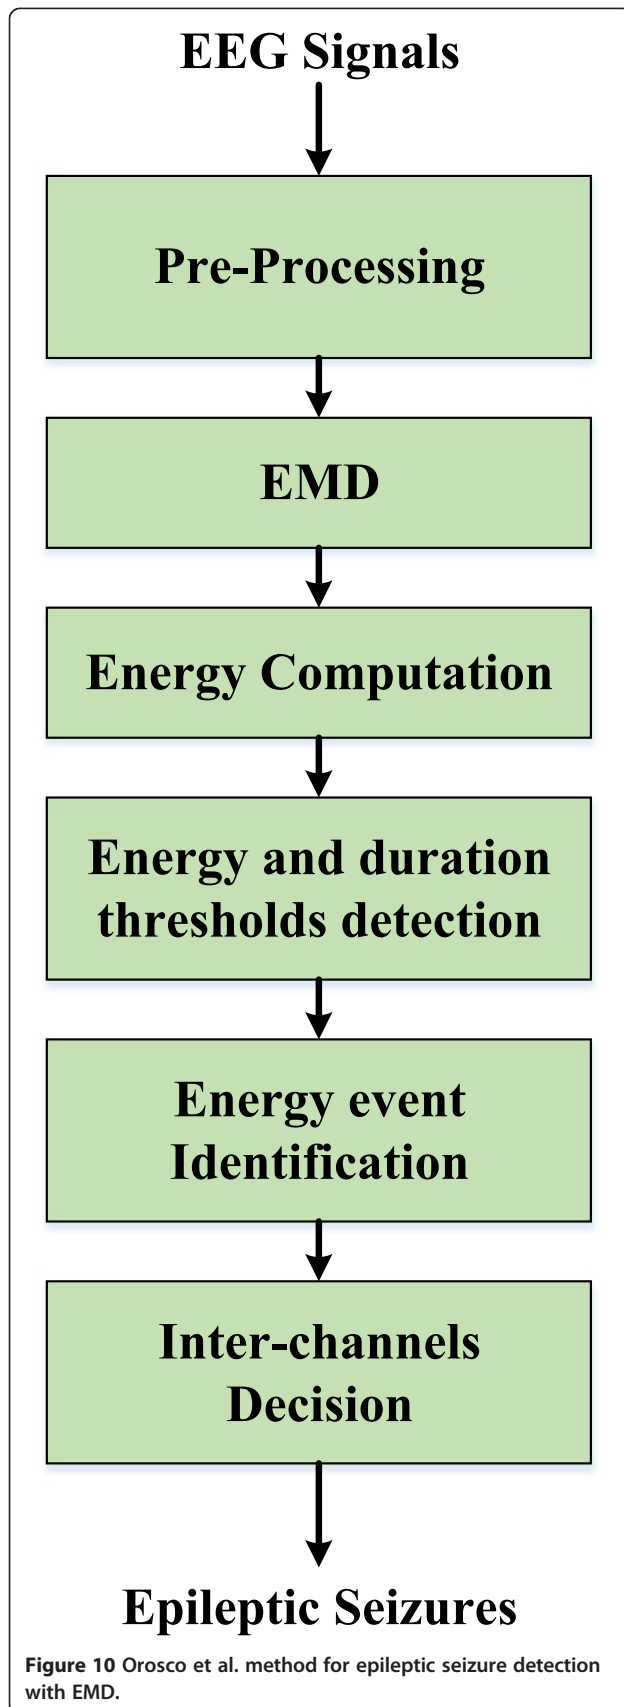 EEG Signals
Pre-Processing
EMD
Energy Computation
Energy and duration
thresholds detection
Energy event
Identification
Inter-channels
Decision
Epileptic Seizures
Figure 10 Orosco et al. method for epileptic seizure detection
with EMD.